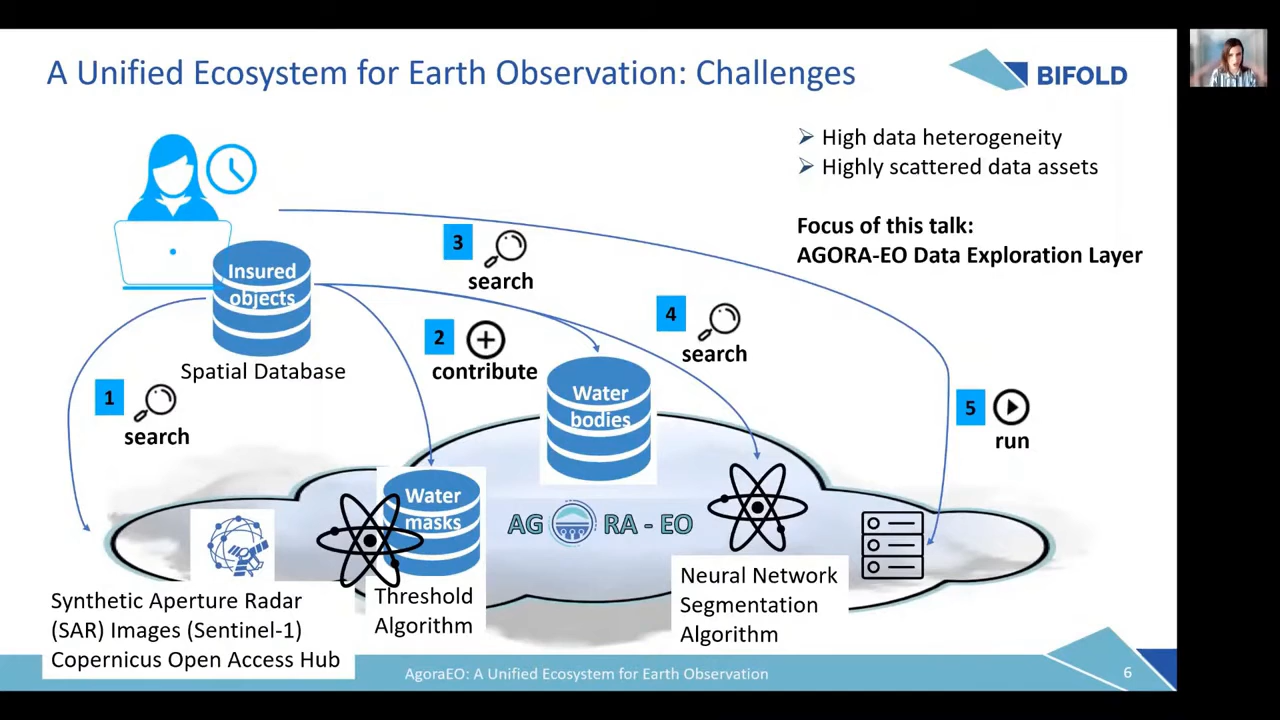 A Unified Ecosystem for Earth Observation: Challenges
BIFOLD
High data heterogeneity
Highly scattered data assets
Focus of this talk:
AGORA-EO Data Exploration Layer
Insured
objects
Spatial Database
1
search
2
contribute
3
search
4
search
5
run
Water
bodies
Water
masks
AG RA - EO
Synthetic Aperture Radar
(SAR) Images (Sentinel-1)
Copernicus Open Access Hub
Threshold
Algorithm
Neural Network
Segmentation
Algorithm
AgoraEO: A Unified Ecosystem for Earth Observation
6